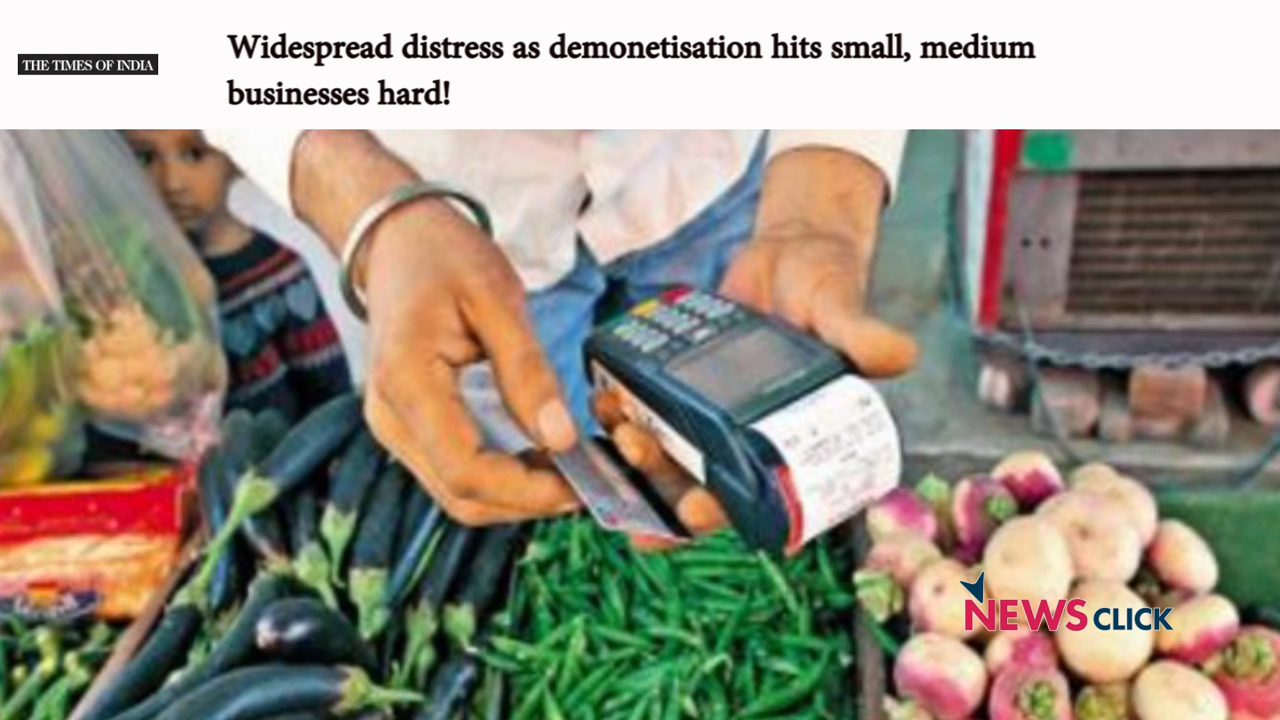 THE TIMES OF INDIA
Widespread distress as demonetisation hits small, medium
businesses hard!
NEWS CLICK